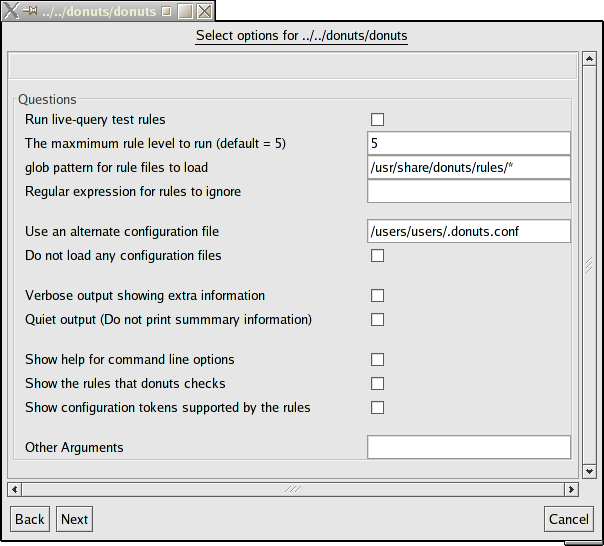 ../../donuts/donuts
Select options for ../../donuts/donuts
Questions
Run live-query test rules
The maxmimum rule level to run (default = 5)
5
glob pattern for rule files to load
/usr/share/donuts/rules/*
Regular expression for rules to ignore
Use an alternate configuration file
/users/users/.donuts.conf
Do not load any configuration files
Verbose output showing extra information
Quiet output (Do not print summmary information)
Show help for command line options
Show the rules that donuts checks
Show configuration tokens supported by the rules
Other Arguments
Back
Next
Cancel